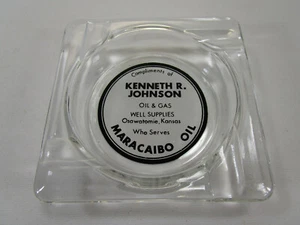 Compliments of
KENNETH R.
JOHNSON
OIL & GAS
WELL SUPPLIES
Osawatomie, Kansas
Who Serves
MARACAIBO OIL